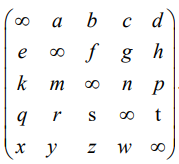 ∞ a b c d
e ∞ f g h
k m ∞ n p
q r s ∞ t
x y z w ∞